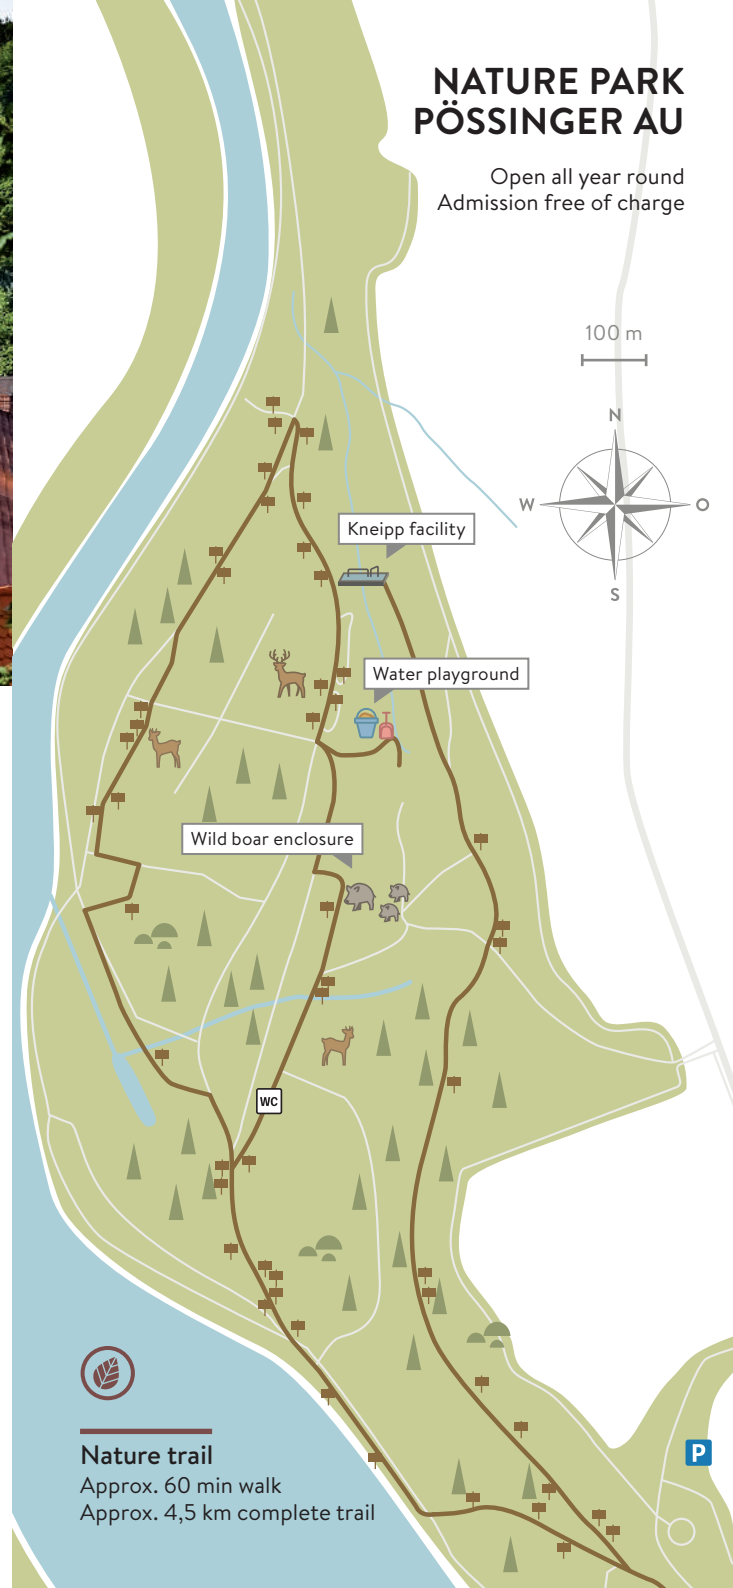 NATURE PARK
PÖSSINGER AU
Open all year round
Admission free of charge
100 m
N
W
O
S
Kneipp facility
Water playground
Wild boar enclosure
WC
P
Nature trail
Approx. 60 min walk
Approx. 4,5 km complete trail